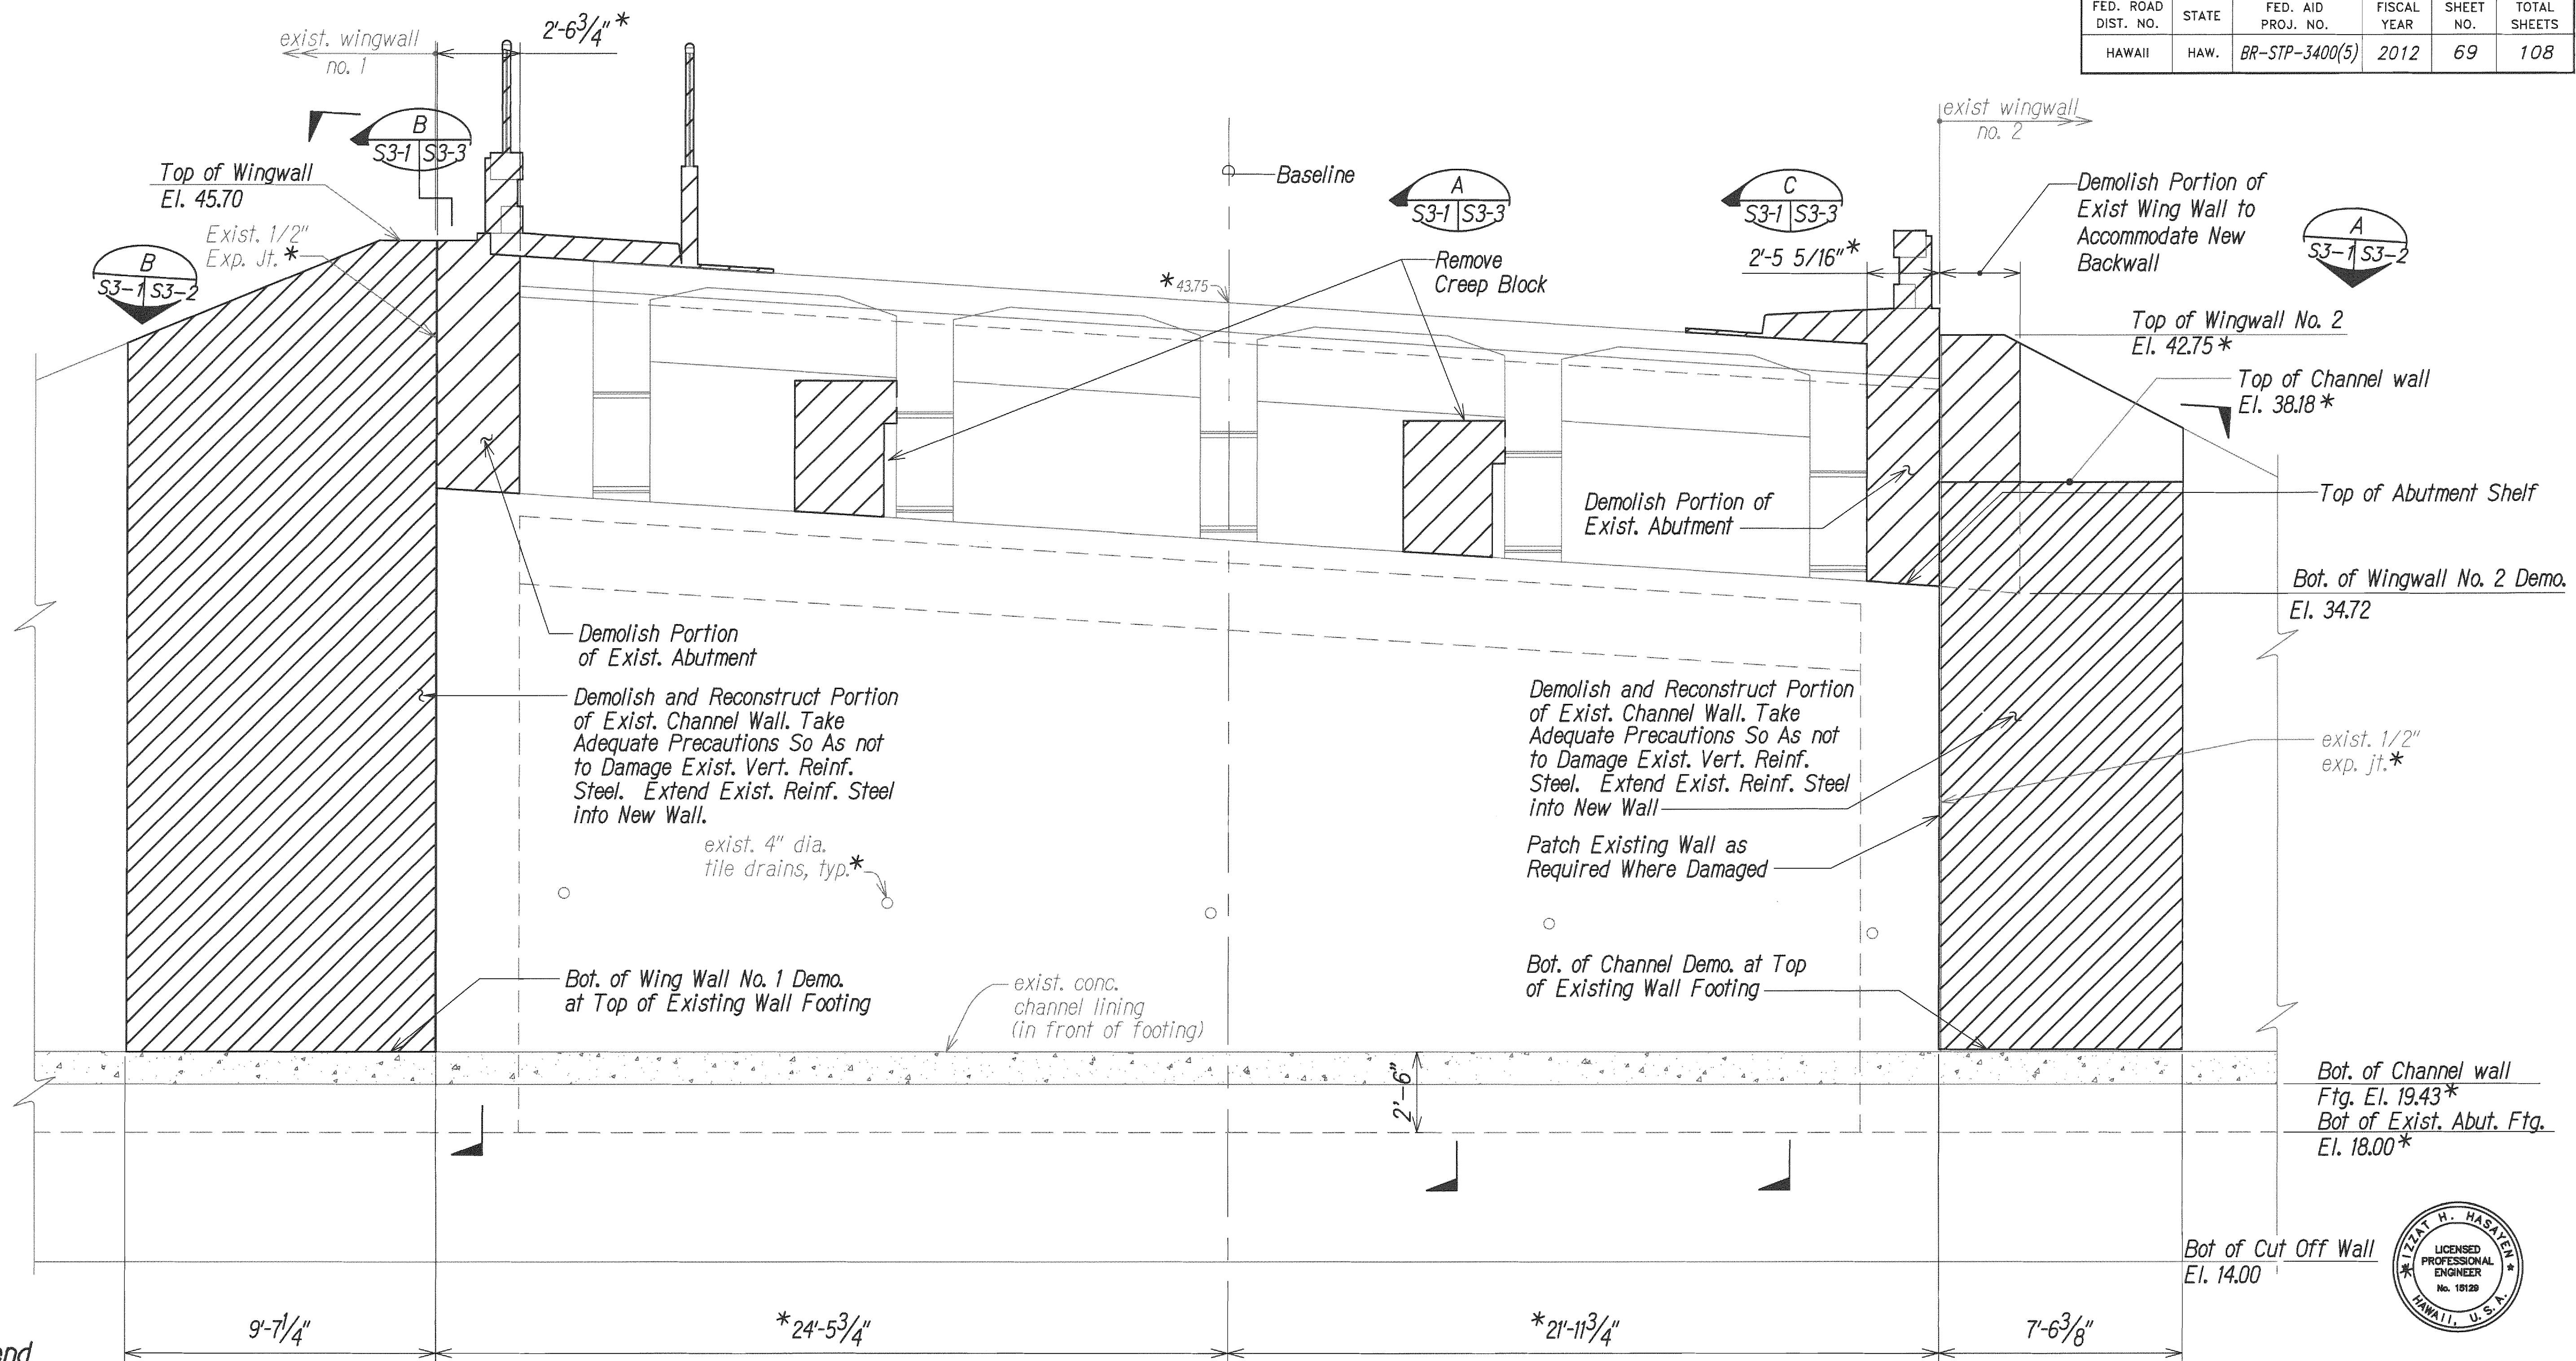 FED. ROAD DIST. NO. STATE FED. AID PROJ. NO. FISCAL YEAR SHEET NO. TOTAL SHEETS
HAWAII HAW. BR-STP-3400(5) 2012 69 108
exist. wingwall
no. 1
2'-6 3/4" *
B
S3-1 S3-3
Top of Wingwall
El. 45.70
Exist. 1/2"
Exp. Jt. *
B
S3-1 S3-2
Baseline
A
S3-1 S3-3
C
S3-1 S3-3
exist wingwall
no. 2
Demolish Portion of
Exist Wing Wall to
Accommodate New
Backwall
A
S3-1 S3-2
2'-5 5/16" *
Remove
Creep Block
* 43.75
Top of Wingwall No. 2
El. 42.75 *
Top of Channel wall
El. 38.18 *
Top of Abutment Shelf
Demolish Portion of
Exist. Abutment
Bot. of Wingwall No. 2 Demo.
El. 34.72
Demolish Portion
of Exist. Abutment
Demolish and Reconstruct Portion
of Exist. Channel Wall. Take
Adequate Precautions So As not
to Damage Exist. Vert. Reinf.
Steel. Extend Exist. Reinf. Steel
into New Wall.
Demolish and Reconstruct Portion
of Exist. Channel Wall. Take
Adequate Precautions So As not
to Damage Exist. Vert. Reinf.
Steel. Extend Exist. Reinf. Steel
into New Wall
exist. 1/2"
exp. jt. *
exist. 4" dia.
tile drains, typ. *
Patch Existing Wall as
Required Where Damaged
Bot. of Wing Wall No. 1 Demo.
at Top of Existing Wall Footing
exist. conc.
channel lining
(in front of footing)
Bot. of Channel Demo. at Top
of Existing Wall Footing
2'-6"
Bot. of Channel wall
Ftg. El. 19.43 *
Bot of Exist. Abut. Ftg.
El. 18.00 *
Bot of Cut Off Wall
El. 14.00
IZZAT H. HASAYEN
LICENSED
PROFESSIONAL
ENGINEER
No. 15129
HAWAII, U.S.A.
9'-7 1/4"
* 24'-5 3/4"
* 21'-11 3/4"
7'-6 3/8"